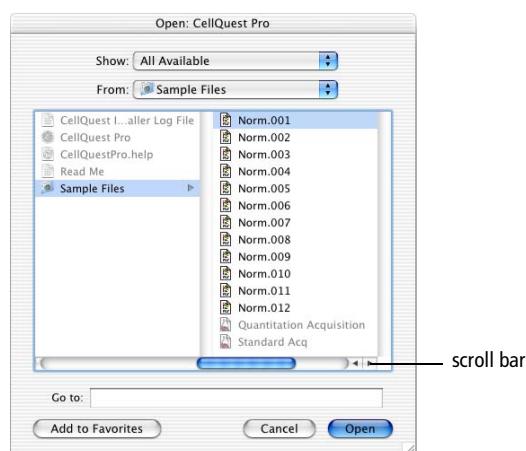 Open: CellQuest Pro
Show: All Available
From: Sample Files
CellQuest I...aller Log File
CellQuest Pro
CellQuestPro.help
Read Me
Sample Files
Norm.001
Norm.002
Norm.003
Norm.004
Norm.005
Norm.006
Norm.007
Norm.008
Norm.009
Norm.010
Norm.011
Norm.012
Quantitation Acquisition
Standard Acq
scroll bar
Go to:
Add to Favorites Cancel Open